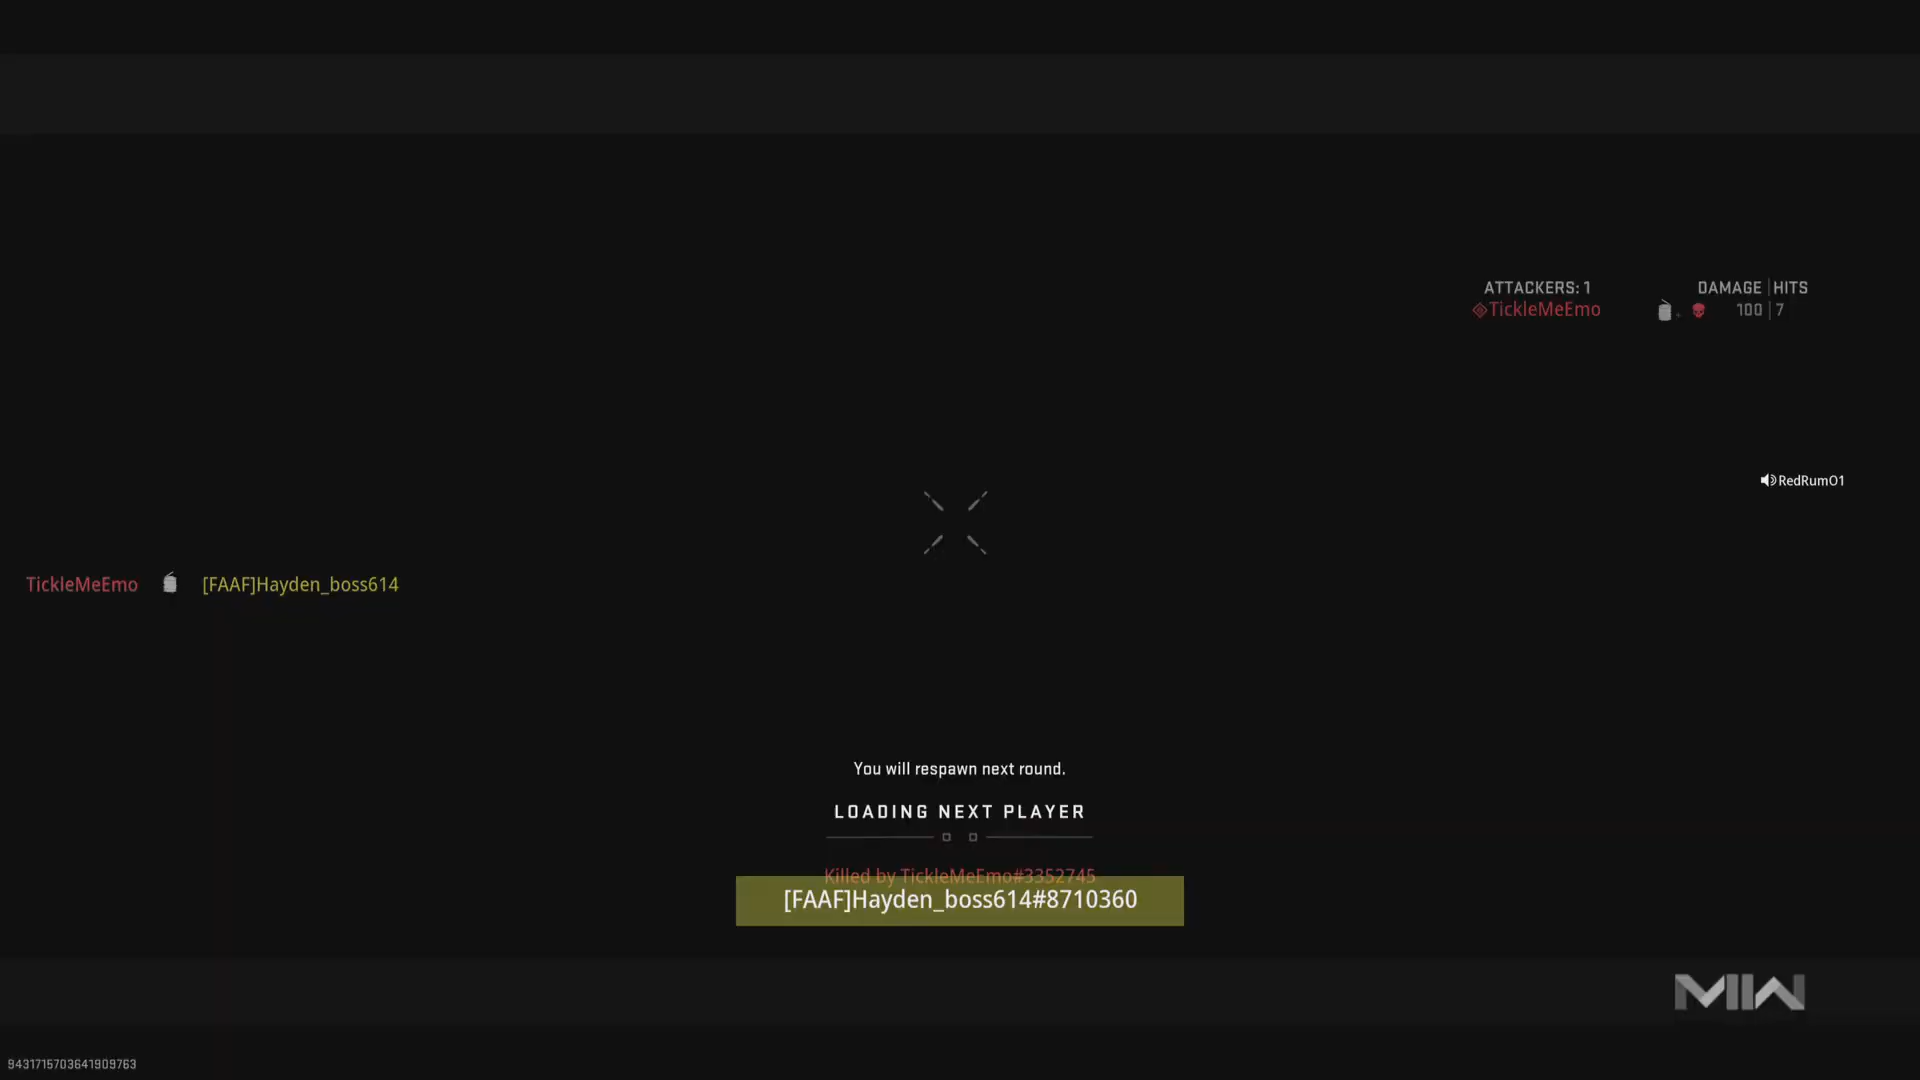 ATTACKERS: 1
DAMAGE | HITS
TickleMeEmo
100 | 7
RedRum01
TickleMeEmo [FAAF]Hayden_boss614
You will respawn next round.
LOADING NEXT PLAYER
Killed by TickleMeEmo#3352745
[FAAF]Hayden_boss614#8710360
MW
9431715703641909763